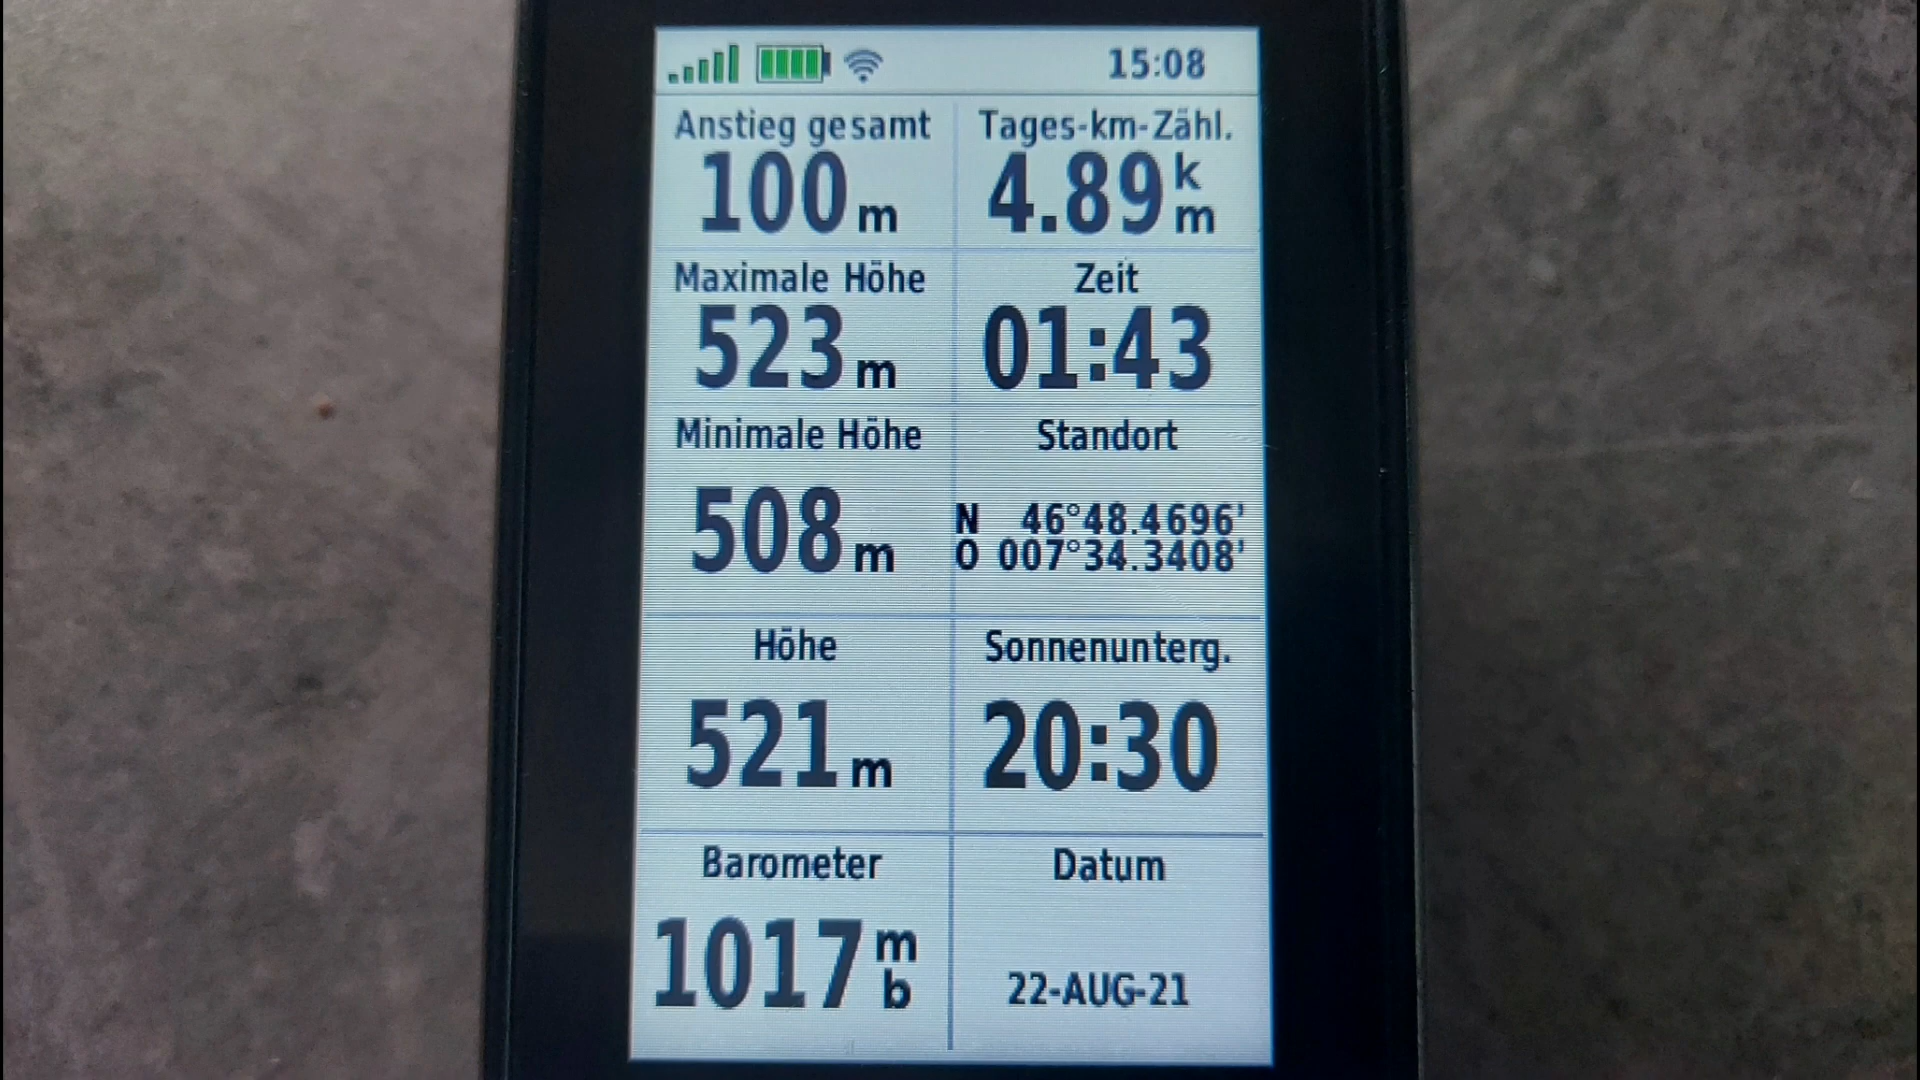 15:08
Anstieg gesamt
100 m
Tages-km-Zähl.
4.89 km
Maximale Höhe
523 m
Zeit
01:43
Minimale Höhe
508 m
Standort
N 46°48.4696'
O 007°34.3408'
Höhe
521 m
Sonnenunterg.
20:30
Barometer
1017 mb
Datum
22-AUG-21